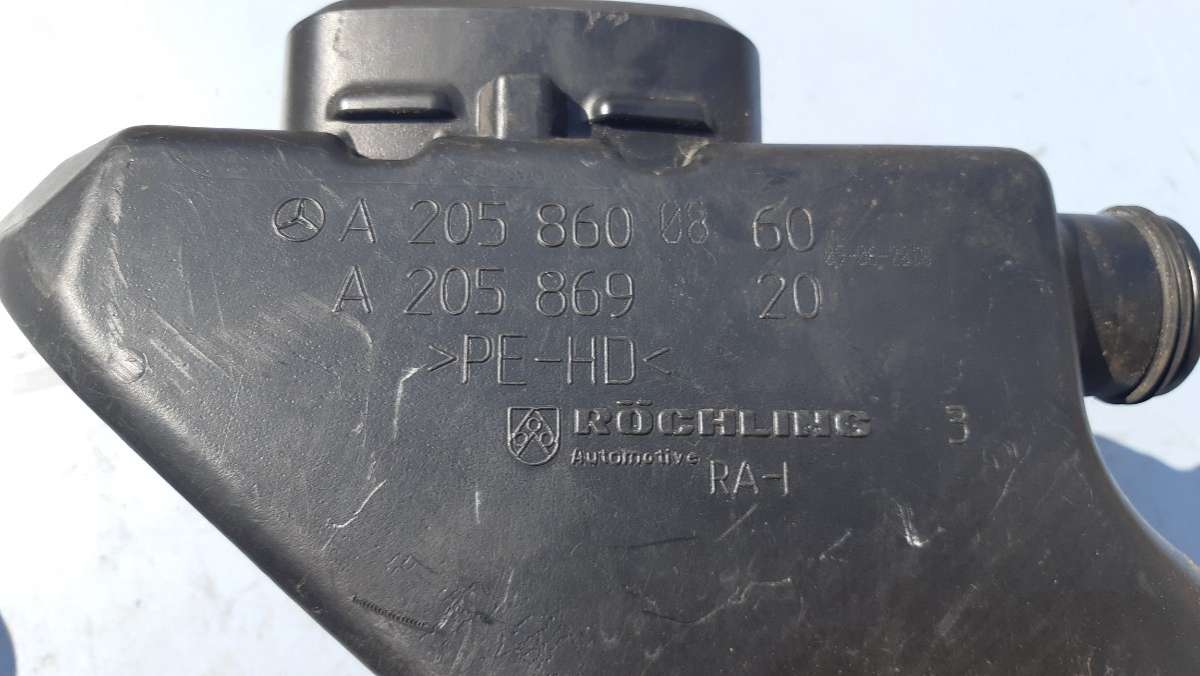 A 205 860 08 60
A 205 869 20
>PE-HD<
RÖCHLING 3
Automotive
RA-I